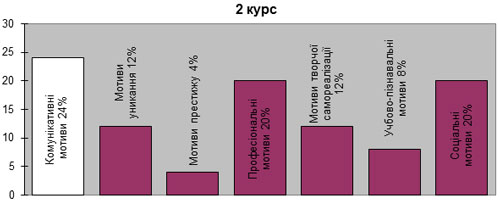 2 курс
30
25
20
15
10
5
0
Комунікативні
мотиви 24%
Мотиви
уникання 12%
Мотиви престижу 4%
Професіональні
мотиви 20%
Мотиви творчої
самореалізації
12%
Учбово-пізнавальні
мотиви 8%
Соціальні
мотиви 20%